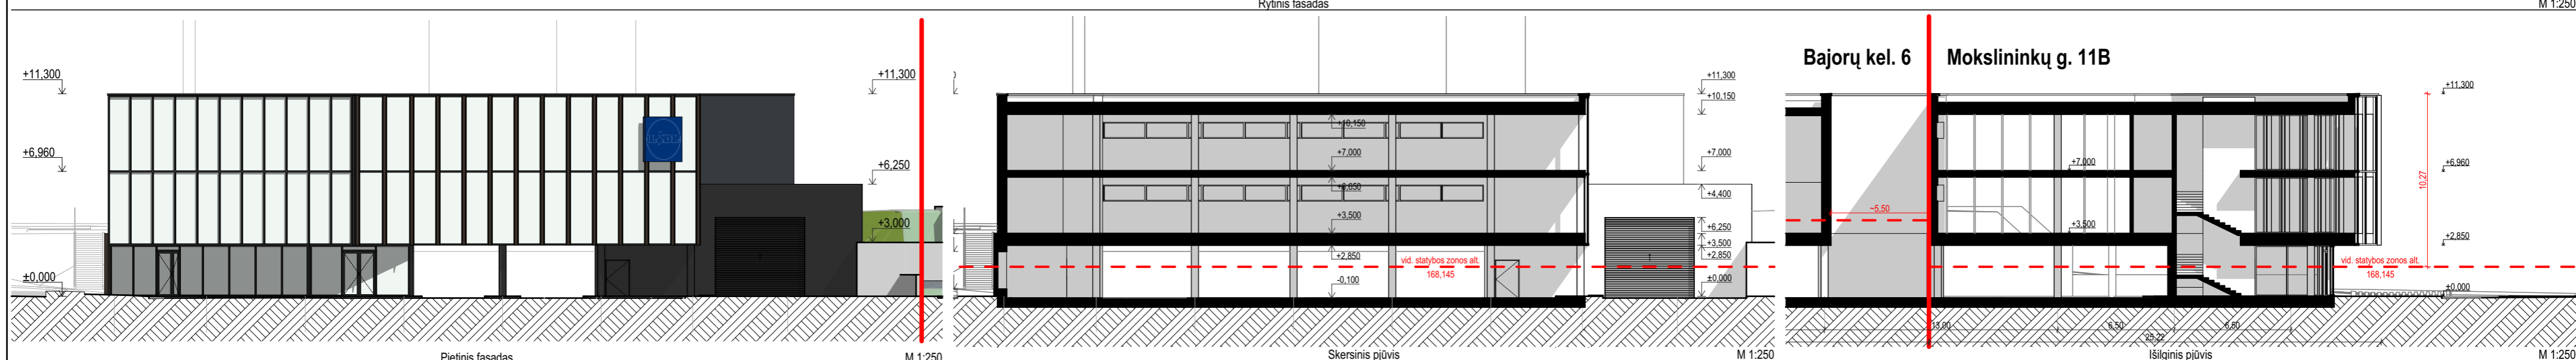 Rytinis fasadas
M 1:250
+11,300
+6,960
±0,000
LIDL
+11,300
+6,250
+3,000
Pietinis fasadas
M 1:250
+10,150
+7,000
+6,650
+3,500
+2,850
-0,100
vid. statybos zonos alt.
168,145
+11,300
+10,150
+7,000
+4,400
+6,250
+3,500
+2,850
±0,000
Skersinis pjūvis
M 1:250
Bajorų kel. 6
Mokslininkų g. 11B
~5,50
+7,000
+3,500
10,27
+11,300
+6,960
+2,850
vid. statybos zonos alt.
168,145
±0,000
13,00
6,50
6,50
25,22
Išilginis pjūvis
M 1:250